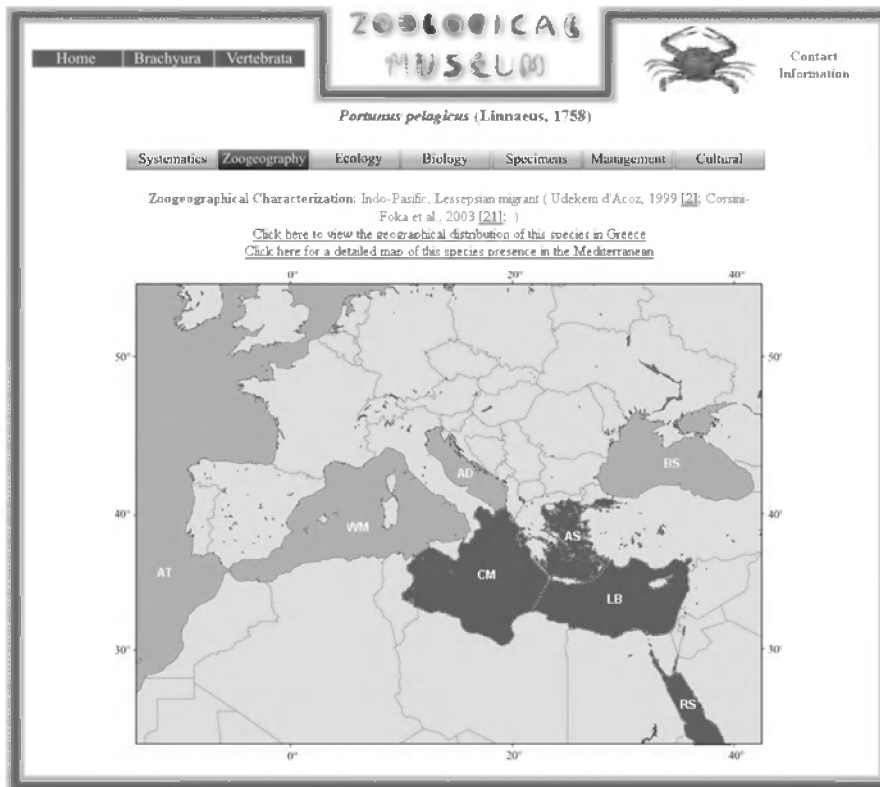 ZOOLOGICAL
MUSEUM
Home Brachyura Vertebrata
Contact
Information
Portunus pelagicus (Linnaeus, 1758)
Systematics Zoogeography Ecology Biology Specimens Management Cultural
Zoogeographical Characterization: Indo-Pasific, Lessepsian migrant ( Udekem d'Acoz, 1999 [2]; Corsini-
Foka et al., 2003 [21]; )
Click here to view the geographical distribution of this species in Greece
Click here for a detailed map of this species presence in the Mediterranean
0° 20° 40°
50° 50°
BS
AD
40° 40°
WM AS
AT CM
LB
30° 30°
RS
0° 20° 40°